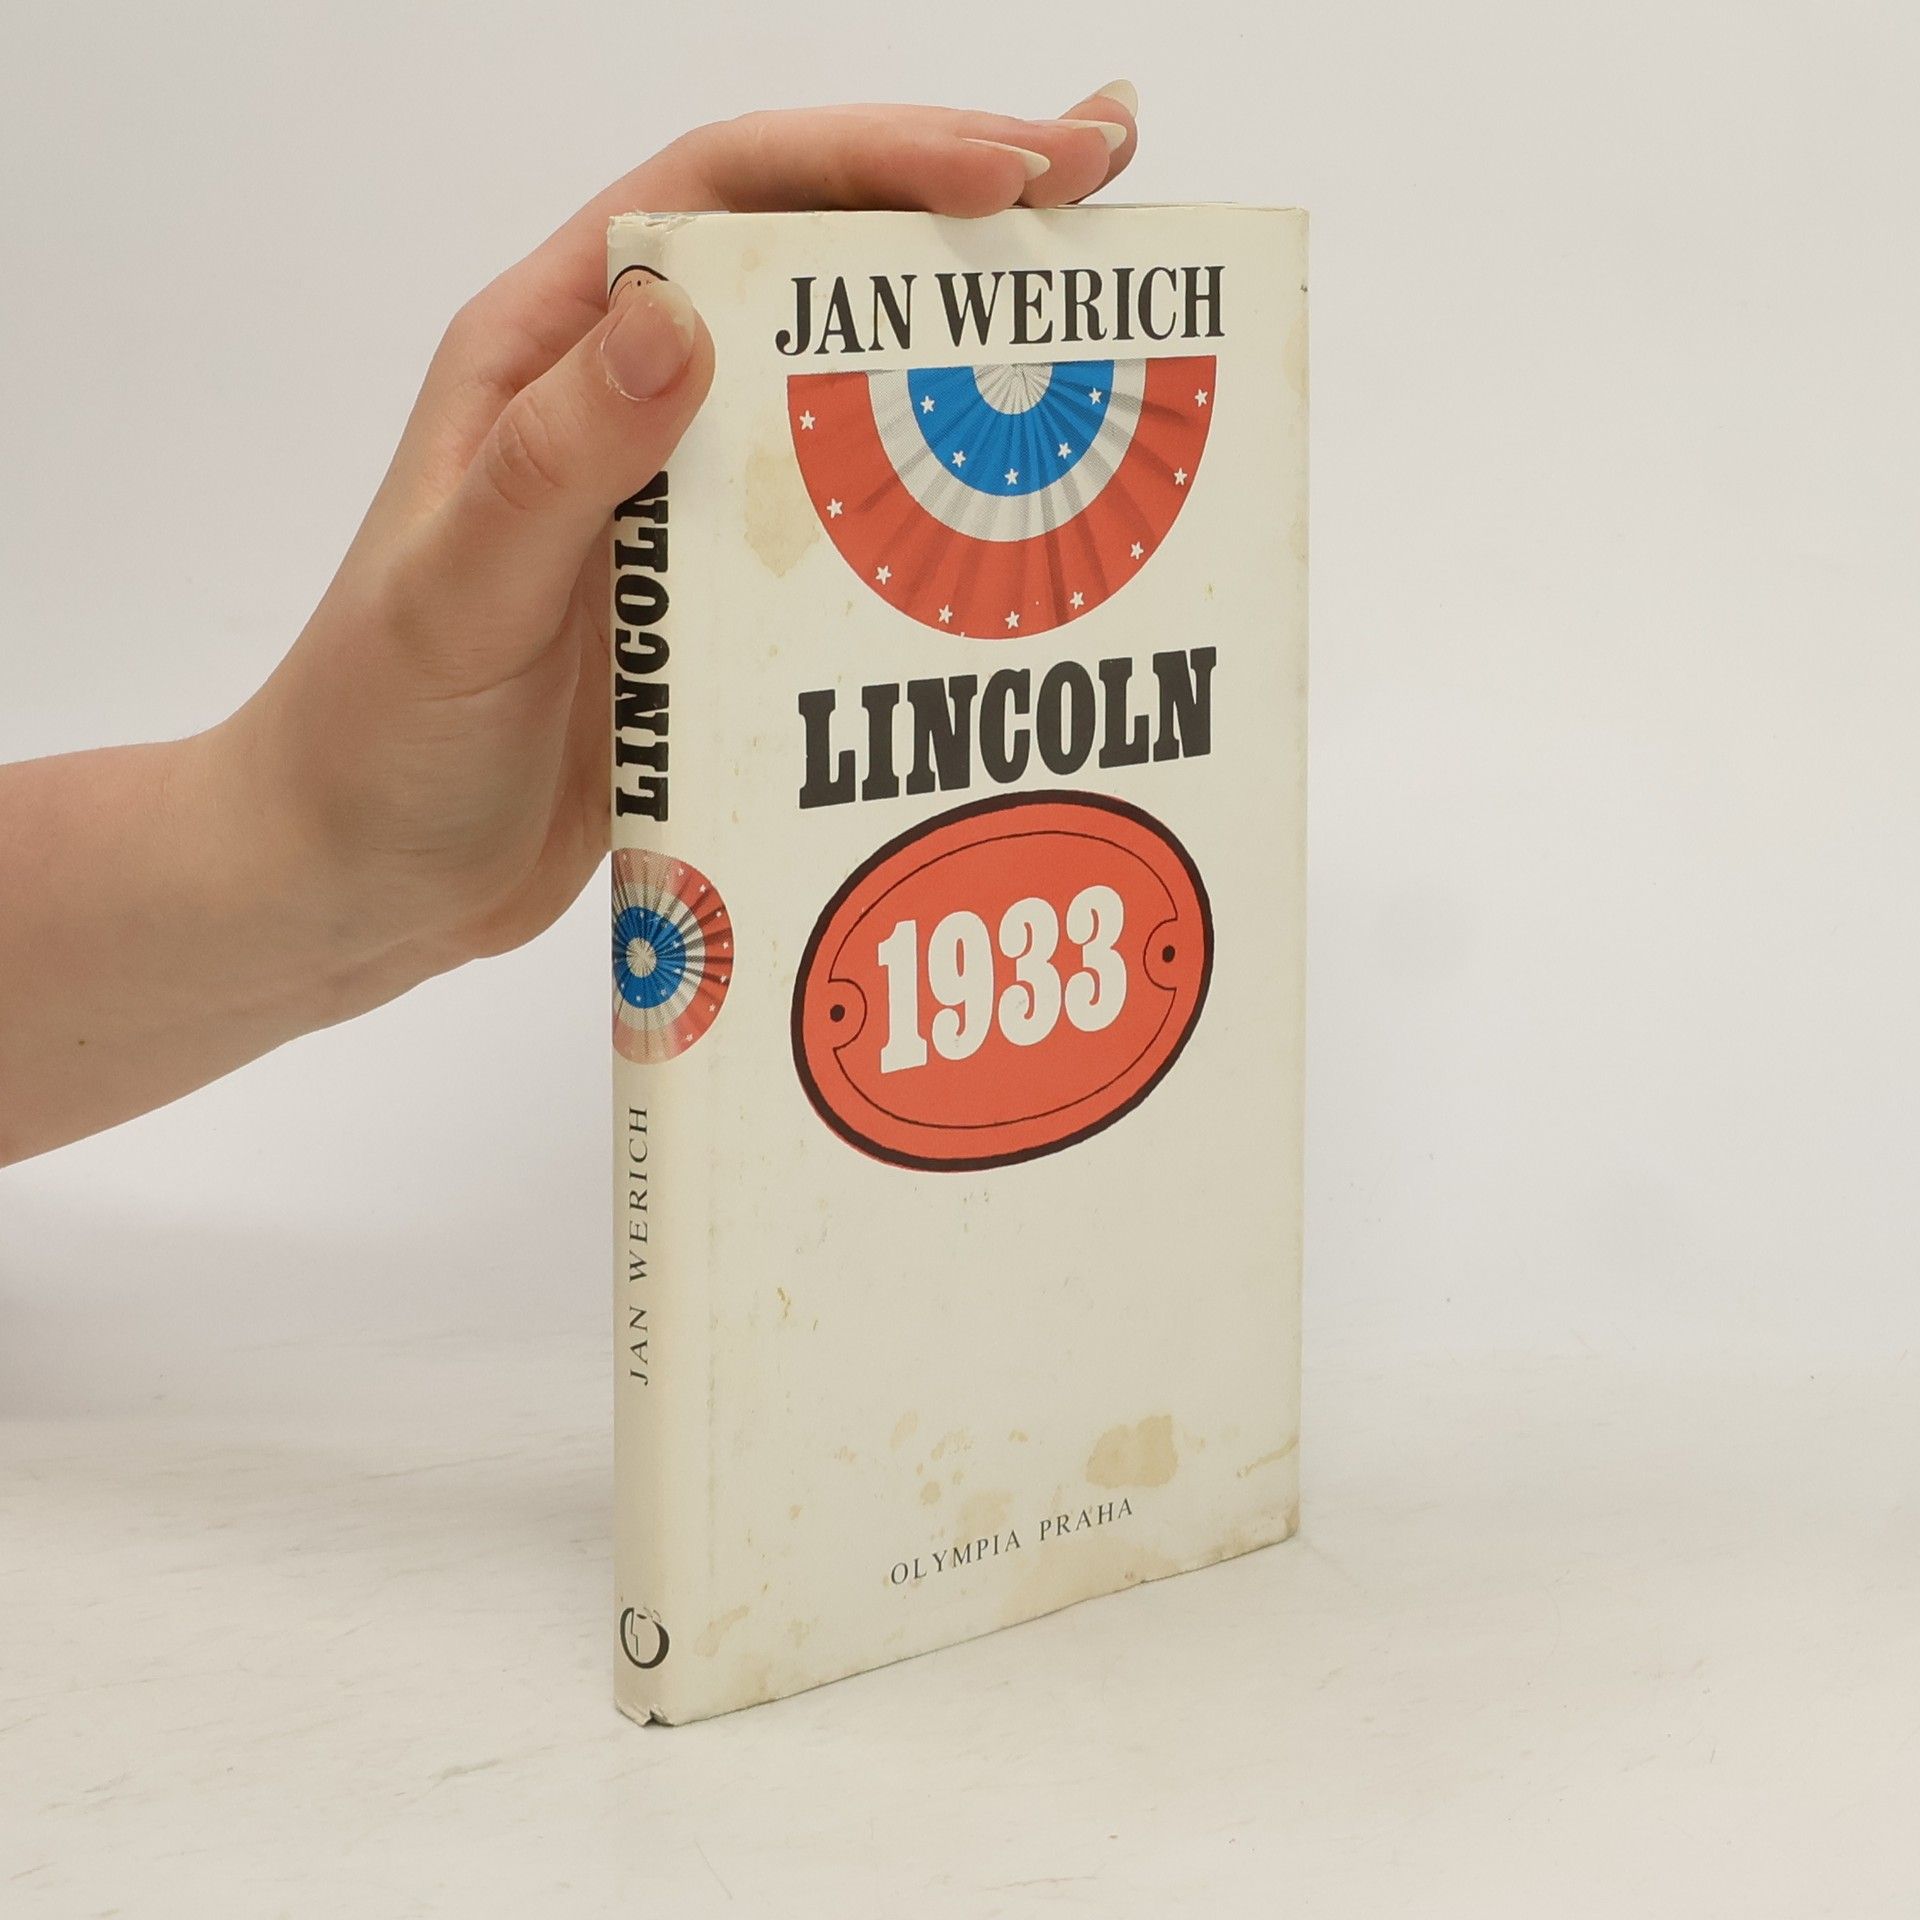 JAN WERICH
LINCOLN
1933
OLYMPIA PRAHA
LINCOLN
JAN WERICH